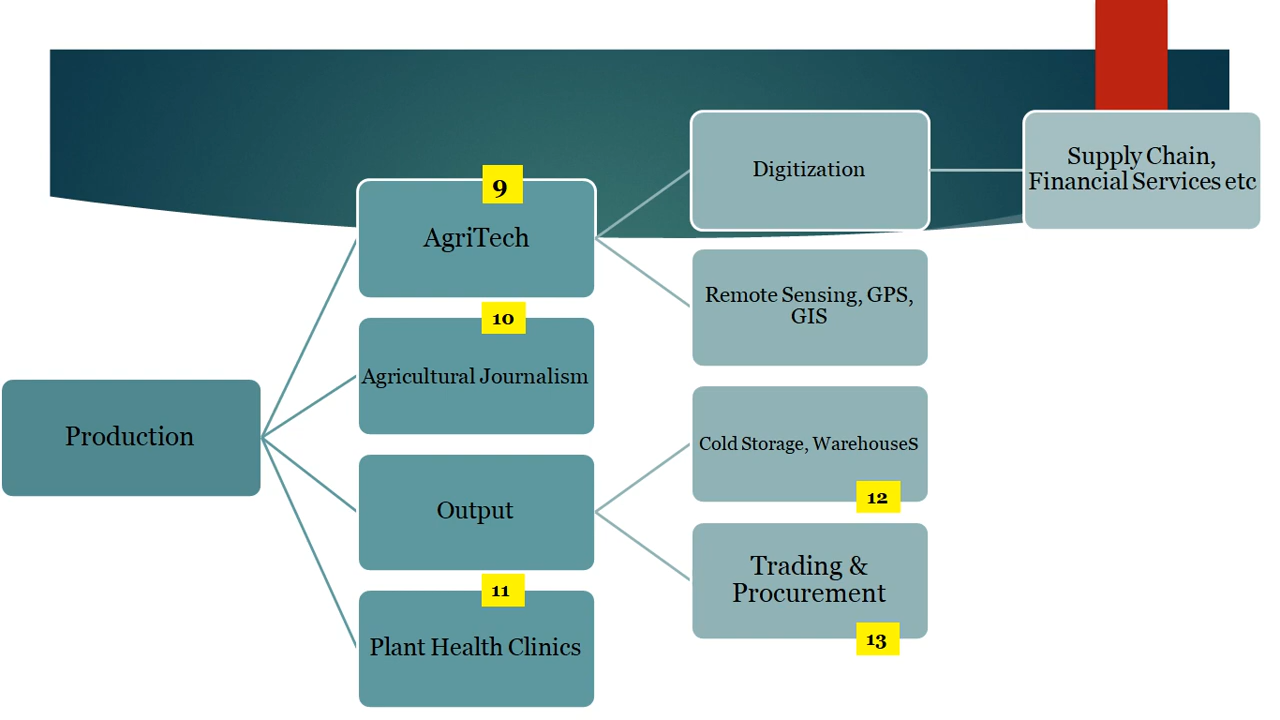 Production
9
AgriTech
10
Agricultural Journalism
Output
11
Plant Health Clinics
Digitization
Remote Sensing, GPS,
GIS
Cold Storage, WarehouseS
12
Trading &
Procurement
13
Supply Chain,
Financial Services etc